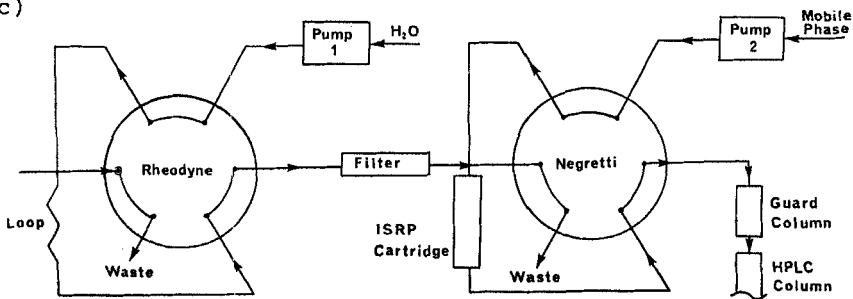 c)
Pump
1
H₂O
Pump
2
Mobile
Phase
Rheodyne
Filter
Negretti
Loop
ISRP
Cartridge
Guard
Column
Waste
Waste
HPLC
Column